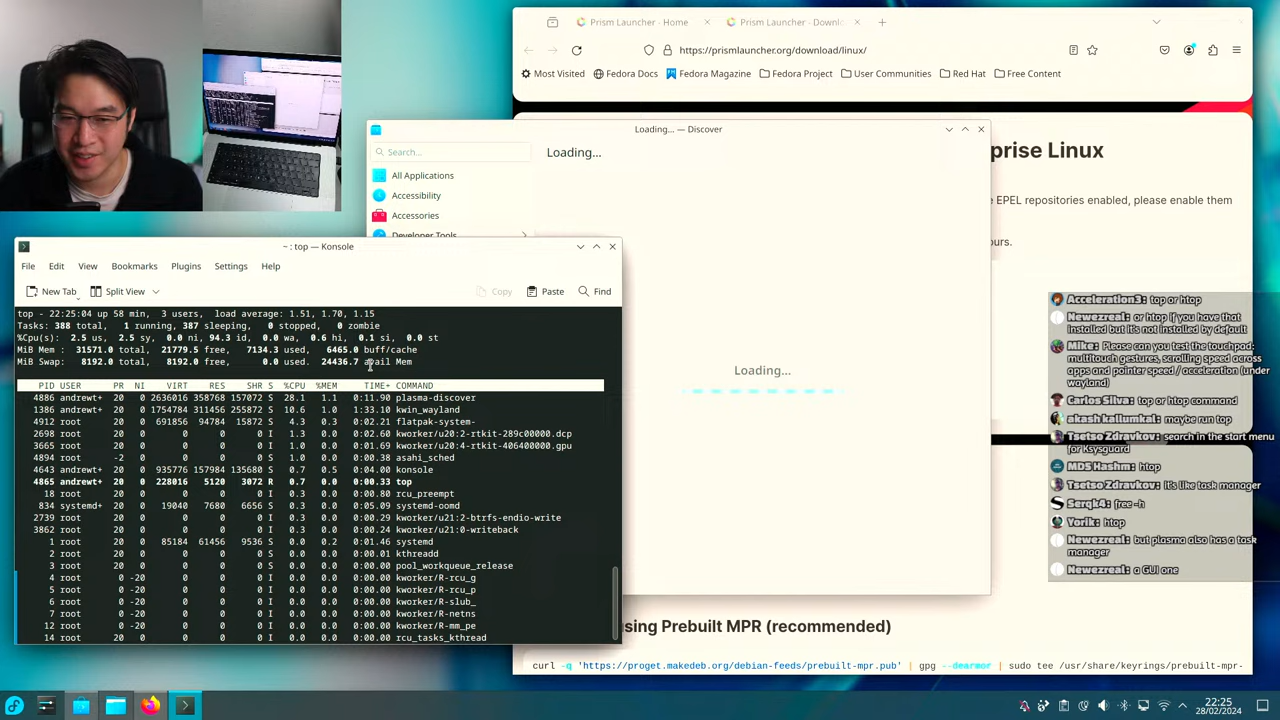 Prism Launcher - Home
Prism Launcher - Downlo
https://prismlauncher.org/download/linux/
Most Visited
Fedora Docs
Fedora Magazine
Fedora Project
User Communities
Red Hat
Free Content
Loading... — Discover
Search...
Loading...
All Applications
Accessibility
Accessories
Developer Tools
Loading...
prise Linux
EPEL repositories enabled, please enable them
ours.
~ : top — Konsole
File Edit View Bookmarks Plugins Settings Help
New Tab Split View Copy Paste Find
top - 22:25:04 up 58 min, 3 users, load average: 1.51, 1.70, 1.15
Tasks: 388 total, 1 running, 387 sleeping, 0 stopped, 0 zombie
%Cpu(s): 2.5 us, 2.5 sy, 0.0 ni, 94.3 id, 0.0 wa, 0.6 hi, 0.1 si, 0.0 st
MiB Mem : 31571.0 total, 21779.5 free, 7134.3 used, 6465.0 buff/cache
MiB Swap: 8192.0 total, 8192.0 free, 0.0 used. 24436.7 avail Mem
PID USER PR NI VIRT RES SHR S %CPU %MEM TIME+ COMMAND
4886 andrewt+ 20 0 2636016 358768 157072 S 28.1 1.1 0:11.90 plasma-discover
1386 andrewt+ 20 0 1754784 311456 255872 S 10.6 1.0 1:33.10 kwin_wayland
4912 andrewt+ 20 0 691856 94784 15872 S 4.3 0.3 0:02.21 flatpak-system-
2698 root 20 0 0 0 0 I 1.3 0.0 0:02.60 kworker/u20:2-rtkit-289c00000.dcp
3665 root 20 0 0 0 0 I 1.0 0.0 0:01.69 kworker/u20:4-rtkit-406400000.gpu
4894 root -2 0 0 0 0 S 1.0 0.0 0:00.38 asahi_sched
4643 andrewt+ 20 0 935776 157984 135680 S 0.7 0.5 0:04.00 konsole
4865 andrewt+ 20 0 228016 5120 3072 R 0.7 0.0 0:00.33 top
18 root 20 0 0 0 0 I 0.3 0.0 0:00.81 rcu_preempt
834 systemd+ 20 0 19040 7680 6656 S 0.3 0.0 0:05.09 systemd-oomd
2739 root 20 0 0 0 0 I 0.3 0.0 0:00.29 kworker/u21:2-btrfs-endio-write
3862 root 20 0 0 0 0 I 0.3 0.0 0:00.24 kworker/u21:0-writeback
1 root 20 0 85184 61456 9536 S 0.0 0.2 0:01.46 systemd
2 root 20 0 0 0 0 S 0.0 0.0 0:00.01 kthreadd
3 root 20 0 0 0 0 S 0.0 0.0 0:00.00 pool_workqueue_release
4 root 0 -20 0 0 0 I 0.0 0.0 0:00.00 kworker/R-rcu_g
5 root 0 -20 0 0 0 I 0.0 0.0 0:00.00 kworker/R-rcu_p
6 root 0 -20 0 0 0 I 0.0 0.0 0:00.00 kworker/R-slub_
7 root 0 -20 0 0 0 I 0.0 0.0 0:00.00 kworker/R-netns
12 root 0 -20 0 0 0 I 0.0 0.0 0:00.00 kworker/R-mm_pe
14 root 20 0 0 0 0 I 0.0 0.0 0:00.00 rcu_tasks_kthread
Acceleration3: top or htop
Newezreal: or htop if you have that
installed but it's not installed by default
Mike: Please can you test the touchpad:
multitouch gestures, scrolling speed across
apps and pointer speed / acceleration (under
wayland)
Carlos Silva: top or htop command
akash kallumkal: maybe run top
Tsetso Zdravkov: search in the start menu
for Ksysguard
MDS Hashm: htop
Tsetso Zdravkov: it's like task manager
Serqk4: free -h
Yorik: htop
Newezreal: but plasma also has a task
manager
Newezreal: a GUI one
using Prebuilt MPR (recommended)
curl -q 'https://proget.makedeb.org/debian-feeds/prebuilt-mpr.pub' | gpg --dearmor | sudo tee /usr/share/keyrings/prebuilt-mpr-
22:25
28/02/2024